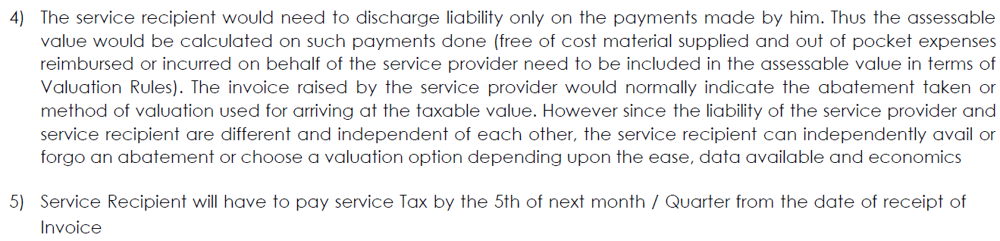 4) The service recipient would need to discharge liability only on the payments made by him. Thus the assessable
value would be calculated on such payments done (free of cost material supplied and out of pocket expenses
reimbursed or incurred on behalf of the service provider need to be included in the assessable value in terms of
Valuation Rules). The invoice raised by the service provider would normally indicate the abatement taken or
method of valuation used for arriving at the taxable value. However since the liability of the service provider and
service recipient are different and independent of each other, the service recipient can independently avail or
forgo an abatement or choose a valuation option depending upon the ease, data available and economics
5) Service Recipient will have to pay service Tax by the 5th of next month / Quarter from the date of receipt of
Invoice